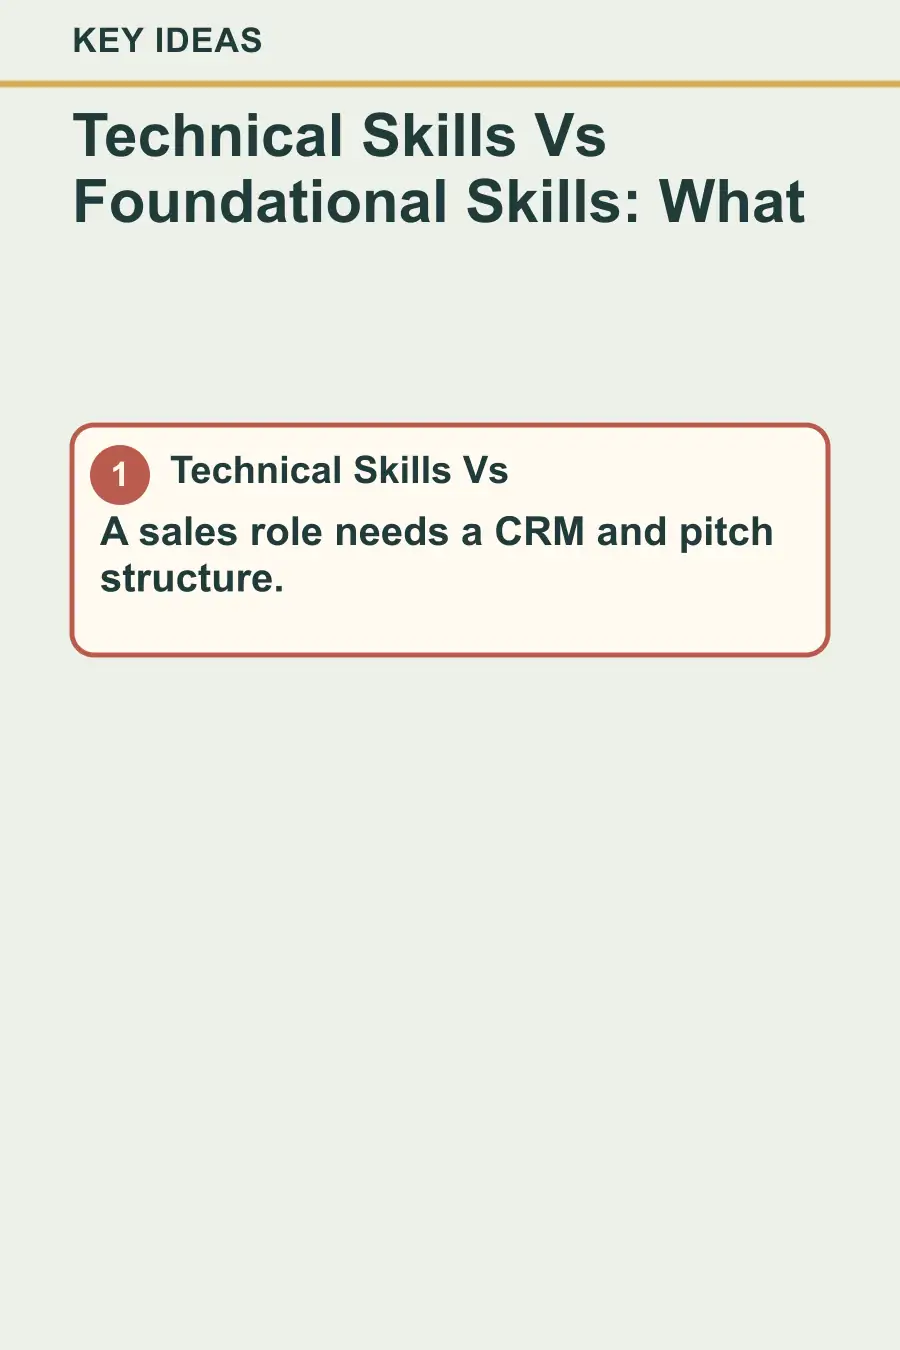 KEY IDEAS
Technical Skills Vs
Foundational Skills: What
1 Technical Skills Vs
A sales role needs a CRM and pitch
structure.